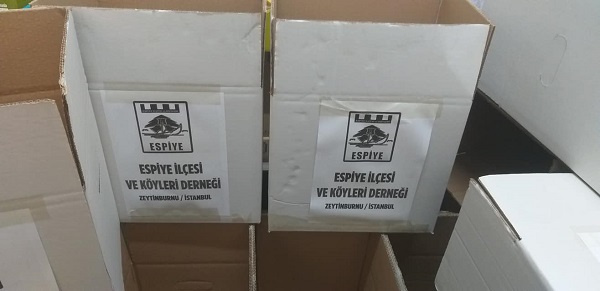 ESPİYE
ESPİYE İLÇESİ
VE KÖYLERİ DERNEĞİ
ZEYTİNBURNU / İSTANBUL
ESPİYE
ESPİYE İLÇESİ
VE KÖYLERİ DERNEĞİ
ZEYTİNBURNU / İSTANBUL